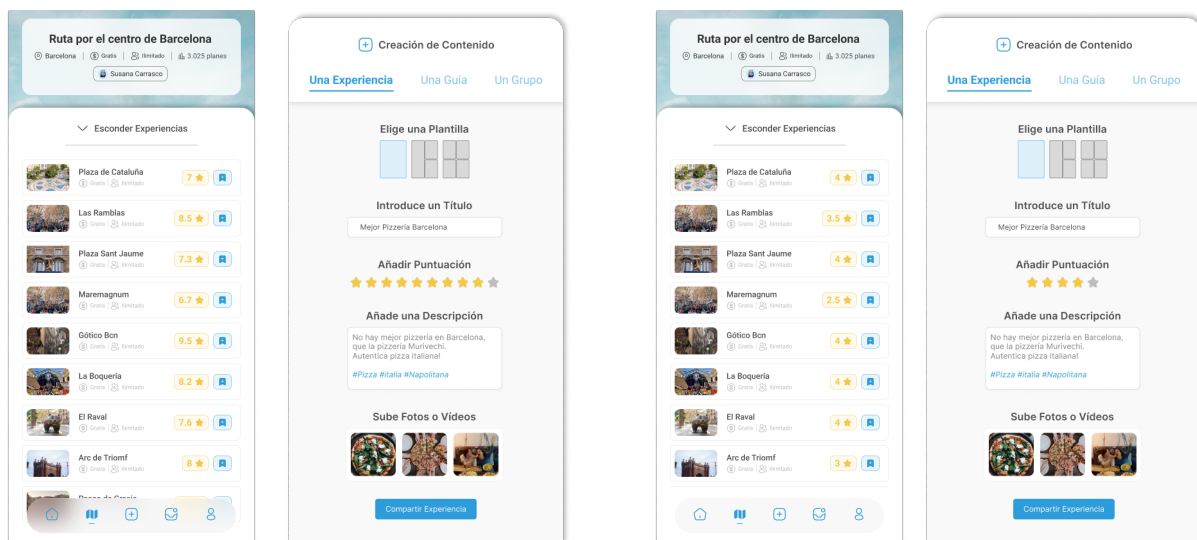 Ruta por el centro de Barcelona
Barcelona | Gratis | Ilimitado | 3.025 planes
Susana Carrasco
Esconder Experiencias
Plaza de Cataluña
Gratis | Ilimitado
7
Las Ramblas
Gratis | Ilimitado
8.5
Plaza Sant Jaume
Gratis | Ilimitado
7.3
Maremagnum
Gratis | Ilimitado
6.7
Gótico Bcn
Gratis | Ilimitado
9.5
La Boquería
Gratis | Ilimitado
8.2
El Raval
Gratis | Ilimitado
7.6
Arc de Triomf
Gratis | Ilimitado
8
Creación de Contenido
Una Experiencia Una Guía Un Grupo
Elige una Plantilla
Introduce un Título
Mejor Pizzería Barcelona
Añadir Puntuación
Añade una Descripción
No hay mejor pizzería en Barcelona,
que la pizzería Murivechi.
Autentica pizza italiana!
#Pizza #italia #Napolitana
Sube Fotos o Vídeos
Compartir Experiencia
Ruta por el centro de Barcelona
Barcelona | Gratis | Ilimitado | 3.025 planes
Susana Carrasco
Esconder Experiencias
Plaza de Cataluña
Gratis | Ilimitado
4
Las Ramblas
Gratis | Ilimitado
3.5
Plaza Sant Jaume
Gratis | Ilimitado
4
Maremagnum
Gratis | Ilimitado
2.5
Gótico Bcn
Gratis | Ilimitado
4
La Boquería
Gratis | Ilimitado
4
El Raval
Gratis | Ilimitado
4
Arc de Triomf
Gratis | Ilimitado
3
Creación de Contenido
Una Experiencia Una Guía Un Grupo
Elige una Plantilla
Introduce un Título
Mejor Pizzería Barcelona
Añadir Puntuación
Añade una Descripción
No hay mejor pizzería en Barcelona,
que la pizzería Murivechi.
Autentica pizza italiana!
#Pizza #italia #Napolitana
Sube Fotos o Vídeos
Compartir Experiencia